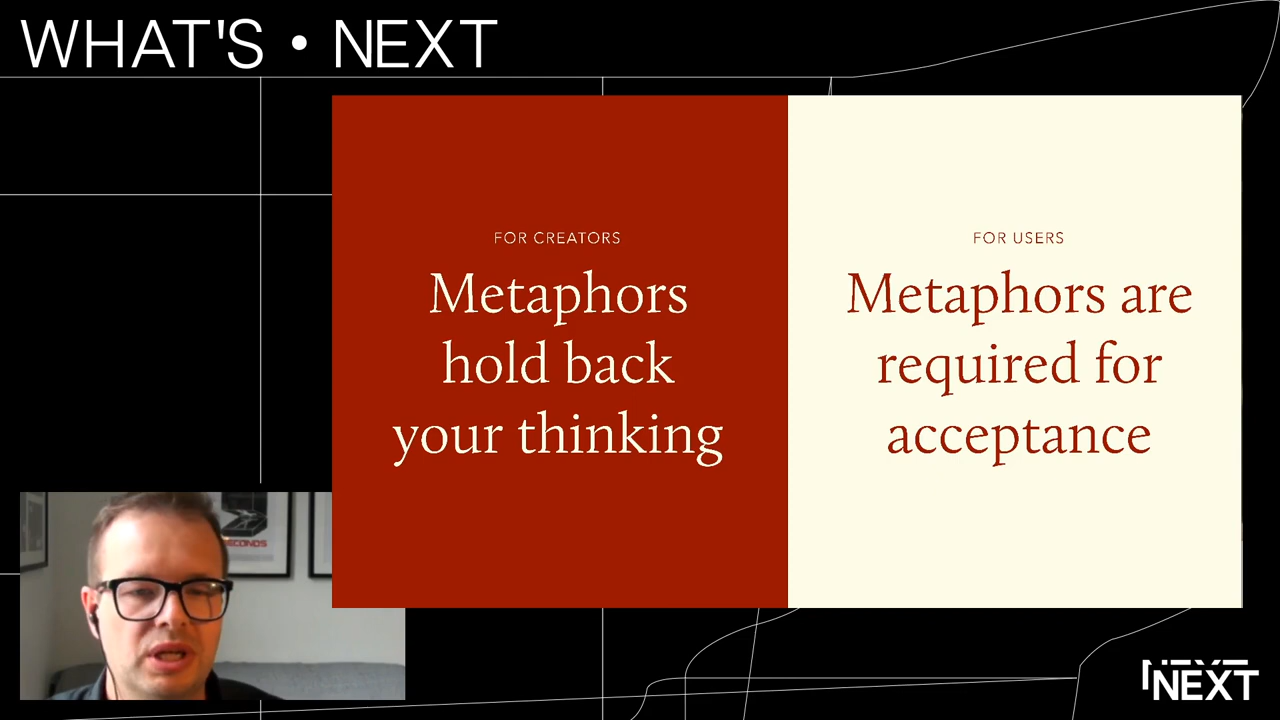 WHAT'S • NEXT
FOR CREATORS
Metaphors
hold back
your thinking
FOR USERS
Metaphors are
required for
acceptance
NEXT